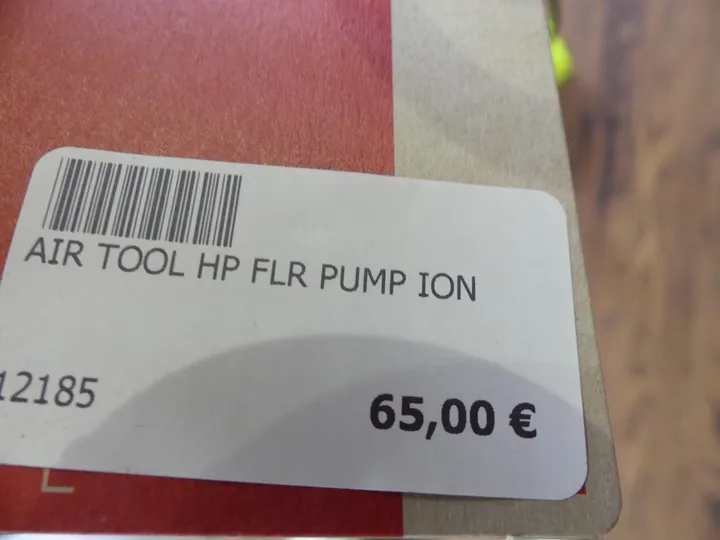 AIR TOOL HP FLR PUMP ION
12185
65,00 €
L